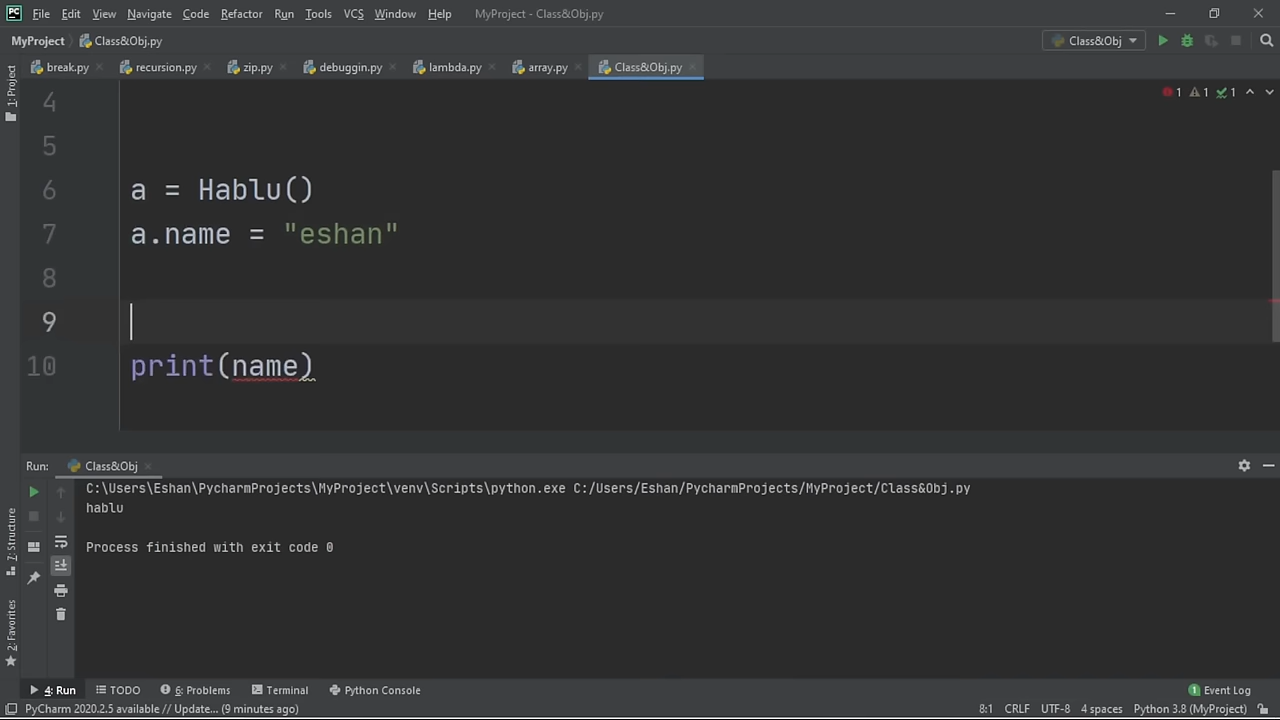 PC File Edit View Navigate Code Refactor Run Tools VCS Window Help MyProject - Class&Obj.py
MyProject Class&Obj.py Class&Obj
1: Project
break.py recursion.py zip.py debuggin.py lambda.py array.py Class&Obj.py
4 1 1 1
5
6 a = Hablu()
7 a.name = "eshan"
8
9
10 print(name)
Run: Class&Obj
C:\Users\Eshan\PycharmProjects\MyProject\venv\Scripts\python.exe C:/Users/Eshan/PycharmProjects/MyProject/Class&Obj.py
hablu
Process finished with exit code 0
7: Structure
2: Favorites
4: Run TODO 6: Problems Terminal Python Console 1 Event Log
PyCharm 2020.2.5 available // Update... (9 minutes ago) 8:1 CRLF UTF-8 4 spaces Python 3.8 (MyProject)